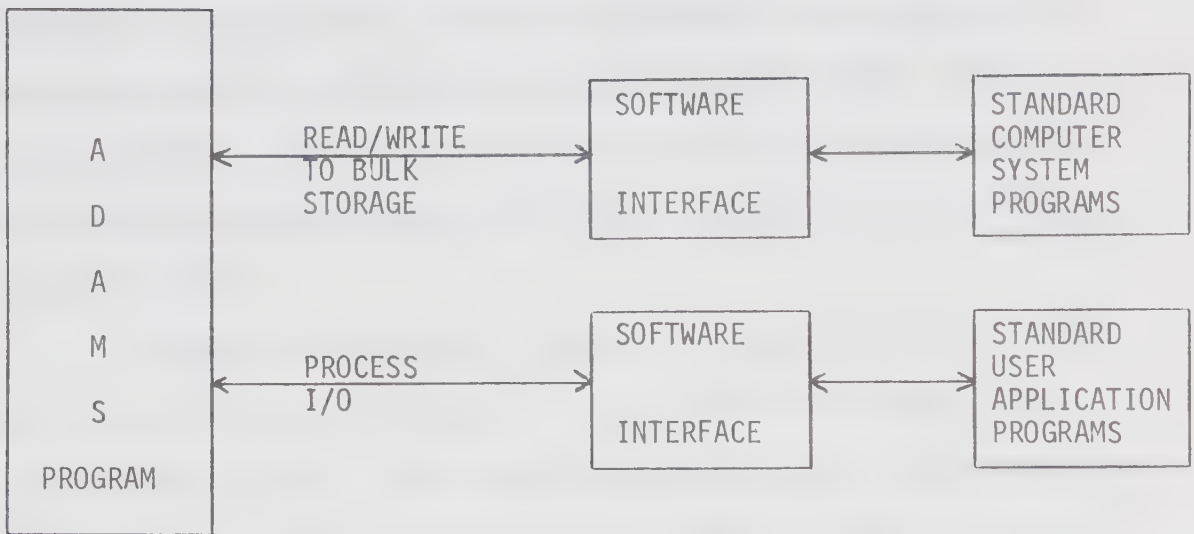 A
D
A
M
S
PROGRAM
READ/WRITE
TO BULK
STORAGE
SOFTWARE
INTERFACE
STANDARD
COMPUTER
SYSTEM
PROGRAMS
PROCESS
I/O
SOFTWARE
INTERFACE
STANDARD
USER
APPLICATION
PROGRAMS